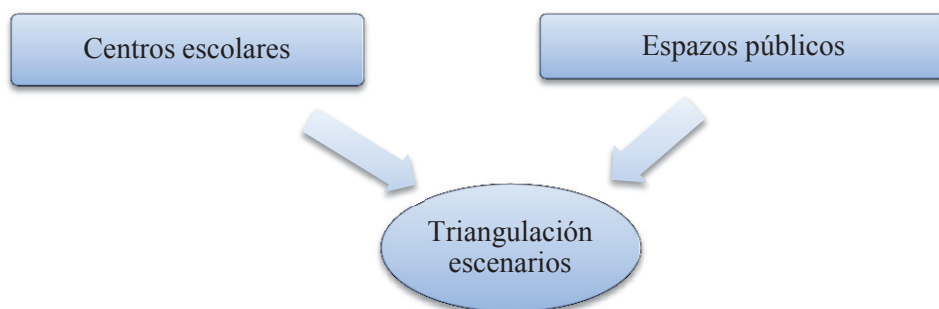 Centros escolares
Espazos públicos
Triangulación
escenarios